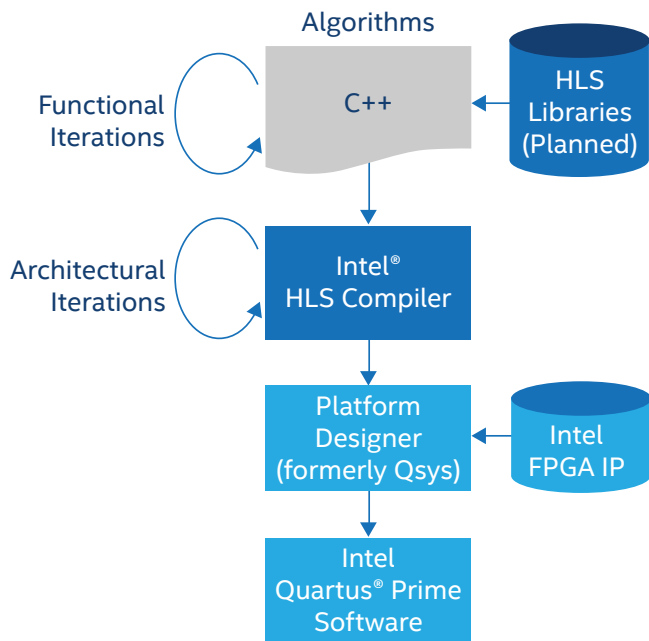 Algorithms
C++
HLS
Libraries
(Planned)
Functional
Iterations
Intel®
HLS Compiler
Architectural
Iterations
Platform
Designer
(formerly Qsys)
Intel
FPGA IP
Intel
Quartus® Prime
Software